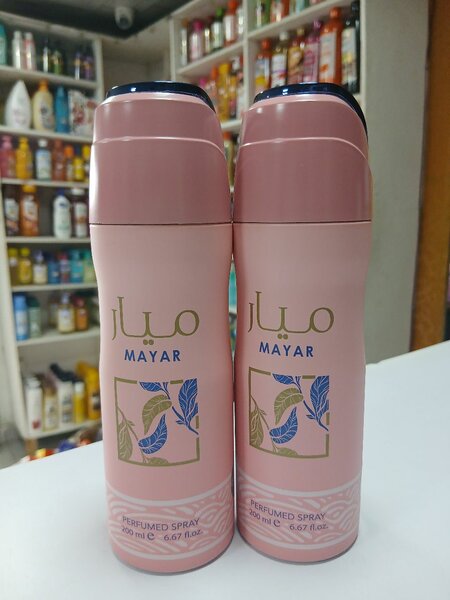 ميار
MAYAR
PERFUMED SPRAY
200 ml ℮ 6.67 fl.oz.
ميار
MAYAR
PERFUMED SPRAY
200 ml ℮ 6.67 fl.oz.